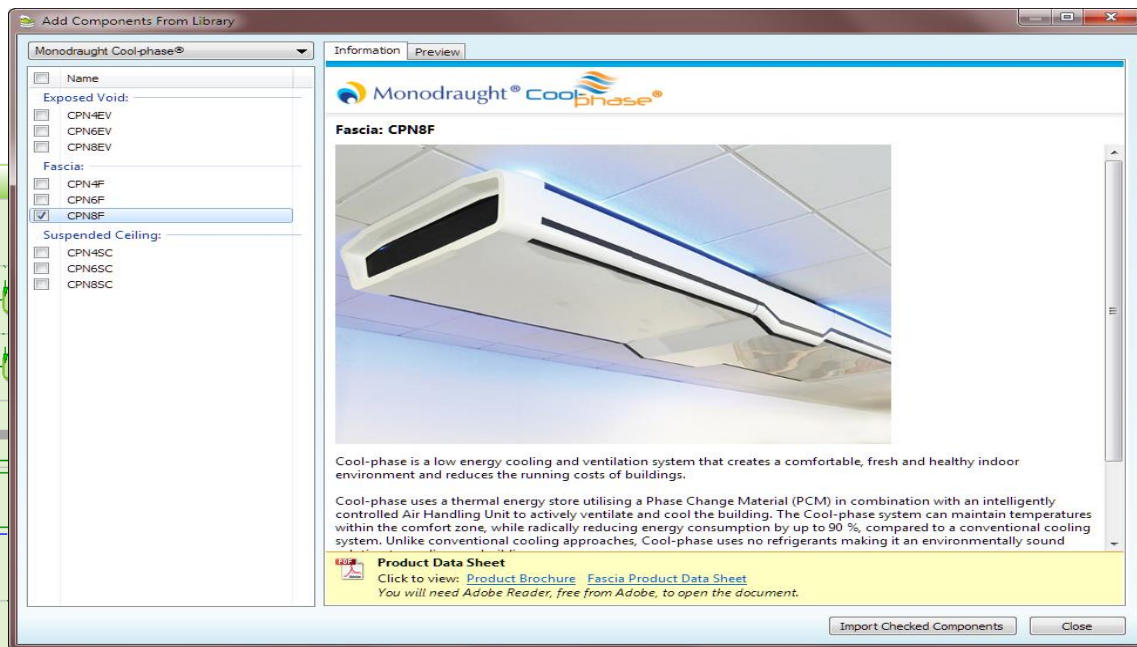 Add Components From Library
Monodraught Cool-phase®
Name
Exposed Void:
CPN4EV
CPN6EV
CPN8EV
Fascia:
CPN4F
CPN6F
CPN8F
Suspended Ceiling:
CPN4SC
CPN6SC
CPN8SC
Information Preview
Monodraught® Cool-phase®
Fascia: CPN8F
Cool-phase is a low energy cooling and ventilation system that creates a comfortable, fresh and healthy indoor
environment and reduces the running costs of buildings.
Cool-phase uses a thermal energy store utilising a Phase Change Material (PCM) in combination with an intelligently
controlled Air Handling Unit to actively ventilate and cool the building. The Cool-phase system can maintain temperatures
within the comfort zone, while radically reducing energy consumption by up to 90 %, compared to a conventional cooling
system. Unlike conventional cooling approaches, Cool-phase uses no refrigerants making it an environmentally sound
PDF
Product Data Sheet
Click to view: Product Brochure Fascia Product Data Sheet
You will need Adobe Reader, free from Adobe, to open the document.
Import Checked Components Close